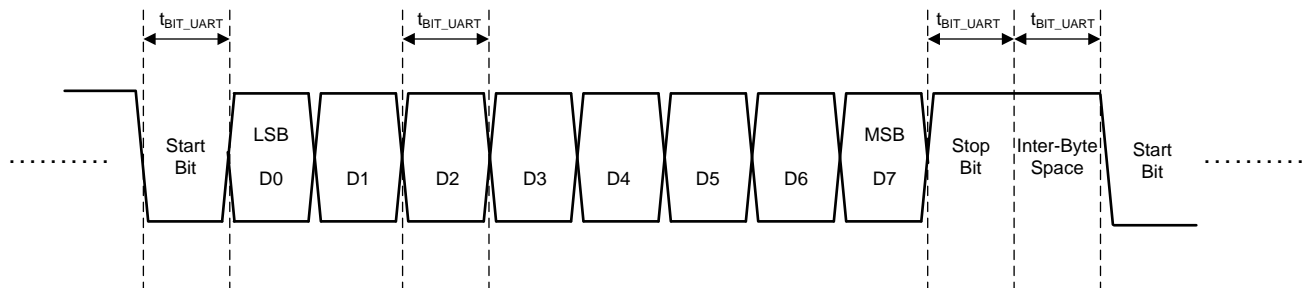 tBIT_UART tBIT_UART tBIT_UART tBIT_UART
LSB MSB
Start Stop Inter-Byte Start
Bit D0 D1 D2 D3 D4 D5 D6 D7 Bit Space Bit